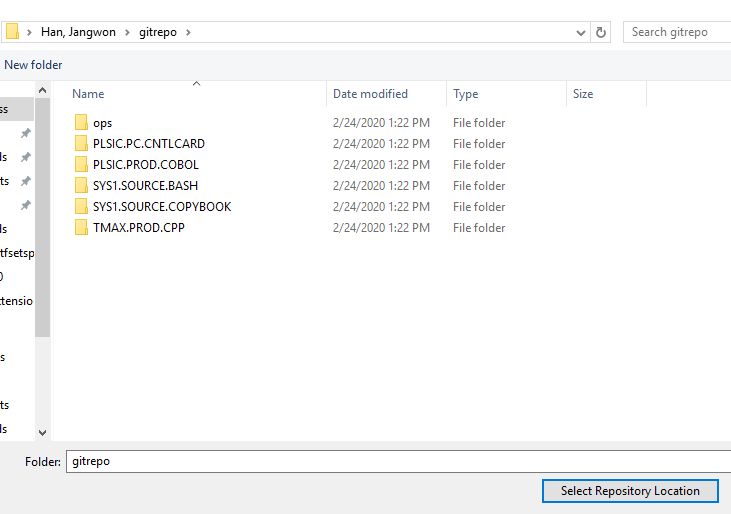 Han, Jangwon gitrepo Search gitrepo
New folder
Name Date modified Type Size
ops 2/24/2020 1:22 PM File folder
PLSIC.PC.CNTLCARD 2/24/2020 1:22 PM File folder
PLSIC.PROD.COBOL 2/24/2020 1:22 PM File folder
SYS1.SOURCE.BASH 2/24/2020 1:22 PM File folder
SYS1.SOURCE.COPYBOOK 2/24/2020 1:22 PM File folder
TMAX.PROD.CPP 2/24/2020 1:22 PM File folder
ss
ls
ts
ls
tfsetsp
)
xtensio
s
ts
ls
Folder: gitrepo
Select Repository Location